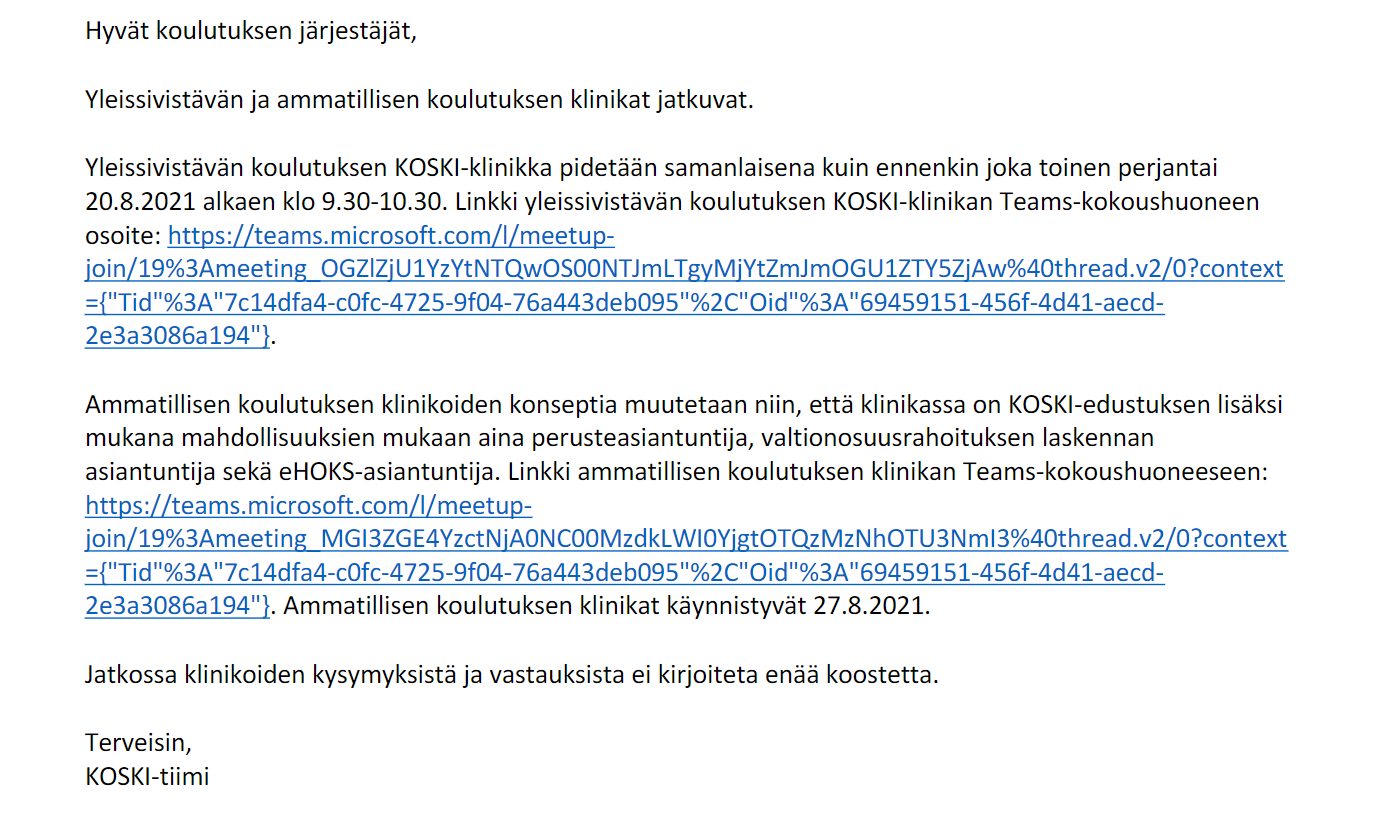 Hyvät koulutuksen järjestäjät,
Yleissivistävän ja ammatillisen koulutuksen klinikat jatkuvat.
Yleissivistävän koulutuksen KOSKI-klinikka pidetään samanlaisena kuin ennenkin joka toinen perjantai
20.8.2021 alkaen klo 9.30-10.30. Linkki yleissivistävän koulutuksen KOSKI-klinikan Teams-kokoushuoneen
osoite: https://teams.microsoft.com/l/meetup-
join/19%3Ameeting_OGZlZjU1YzYtNTQwOS00NTJmLTgyMjYtZmJmOGU1ZTY5ZjAw%40thread.v2/0?context
={"Tid"%3A"7c14dfa4-c0fc-4725-9f04-76a443deb095"%2C"Oid"%3A"69459151-456f-4d41-aecd-
2e3a3086a194"}.
Ammatillisen koulutuksen klinikoiden konseptia muutetaan niin, että klinikassa on KOSKI-edustuksen lisäksi
mukana mahdollisuuksien mukaan aina perusteasiantuntija, valtionosuusrahoituksen laskennan
asiantuntija sekä eHOKS-asiantuntija. Linkki ammatillisen koulutuksen klinikan Teams-kokoushuoneeseen:
https://teams.microsoft.com/l/meetup-
join/19%3Ameeting_MGI3ZGE4YzctNjA0NC00MzdkLWI0YjgtOTQzMzNhOTU3NmI3%40thread.v2/0?context
={"Tid"%3A"7c14dfa4-c0fc-4725-9f04-76a443deb095"%2C"Oid"%3A"69459151-456f-4d41-aecd-
2e3a3086a194"}. Ammatillisen koulutuksen klinikat käynnistyvät 27.8.2021.
Jatkossa klinikoiden kysymyksistä ja vastauksista ei kirjoiteta enää koostetta.
Terveisin,
KOSKI-tiimi